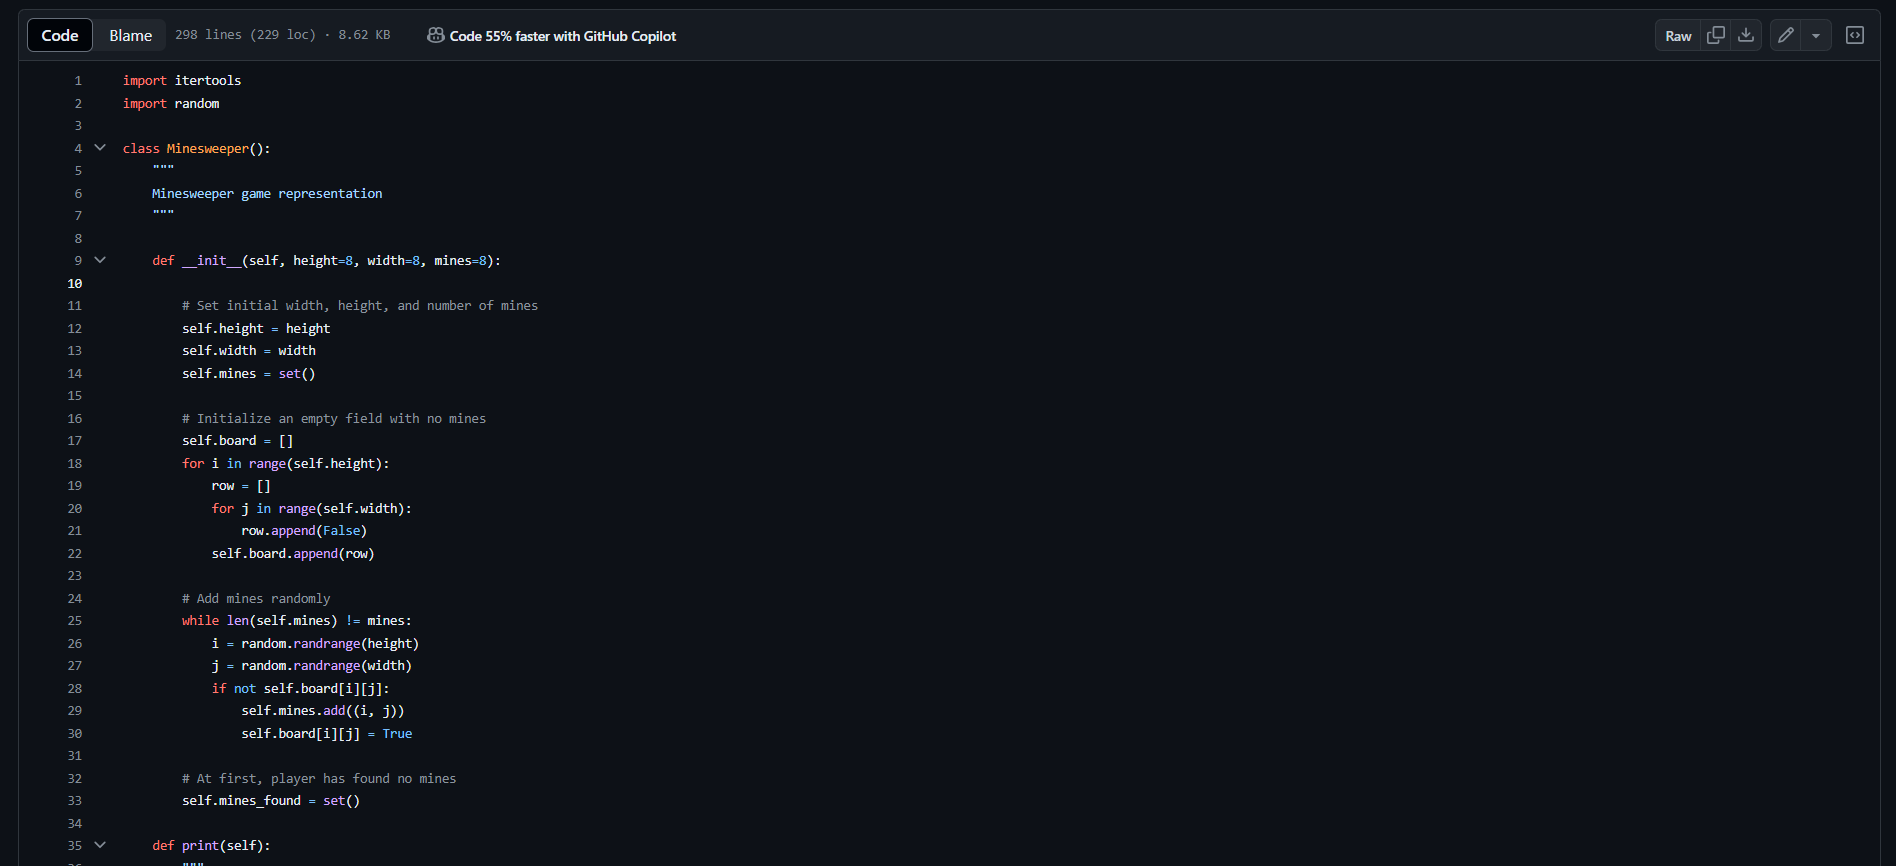 Code Blame 298 lines (229 loc) · 8.62 KB Code 55% faster with GitHub Copilot Raw
1 import itertools
2 import random
3
4 class Minesweeper():
5     """
6     Minesweeper game representation
7     """
8
9     def __init__(self, height=8, width=8, mines=8):
10
11         # Set initial width, height, and number of mines
12         self.height = height
13         self.width = width
14         self.mines = set()
15
16         # Initialize an empty field with no mines
17         self.board = []
18         for i in range(self.height):
19             row = []
20             for j in range(self.width):
21                 row.append(False)
22             self.board.append(row)
23
24         # Add mines randomly
25         while len(self.mines) != mines:
26             i = random.randrange(height)
27             j = random.randrange(width)
28             if not self.board[i][j]:
29                 self.mines.add((i, j))
30                 self.board[i][j] = True
31
32         # At first, player has found no mines
33         self.mines_found = set()
34
35     def print(self):
36         """